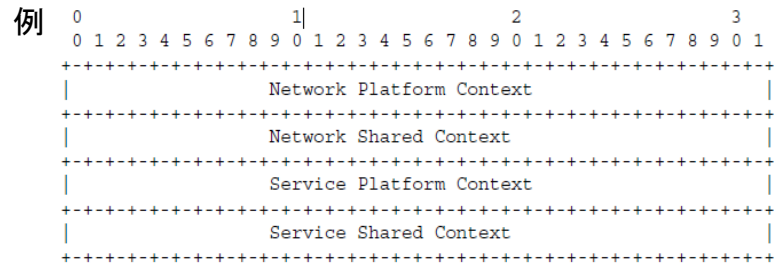 例
0 1 2 3
0 1 2 3 4 5 6 7 8 9 0 1 2 3 4 5 6 7 8 9 0 1 2 3 4 5 6 7 8 9 0 1
+-+-+-+-+-+-+-+-+-+-+-+-+-+-+-+-+-+-+-+-+-+-+-+-+-+-+-+-+-+-+-+-+
| Network Platform Context |
+-+-+-+-+-+-+-+-+-+-+-+-+-+-+-+-+-+-+-+-+-+-+-+-+-+-+-+-+-+-+-+-+
| Network Shared Context |
+-+-+-+-+-+-+-+-+-+-+-+-+-+-+-+-+-+-+-+-+-+-+-+-+-+-+-+-+-+-+-+-+
| Service Platform Context |
+-+-+-+-+-+-+-+-+-+-+-+-+-+-+-+-+-+-+-+-+-+-+-+-+-+-+-+-+-+-+-+-+
| Service Shared Context |
+-+-+-+-+-+-+-+-+-+-+-+-+-+-+-+-+-+-+-+-+-+-+-+-+-+-+-+-+-+-+-+-+